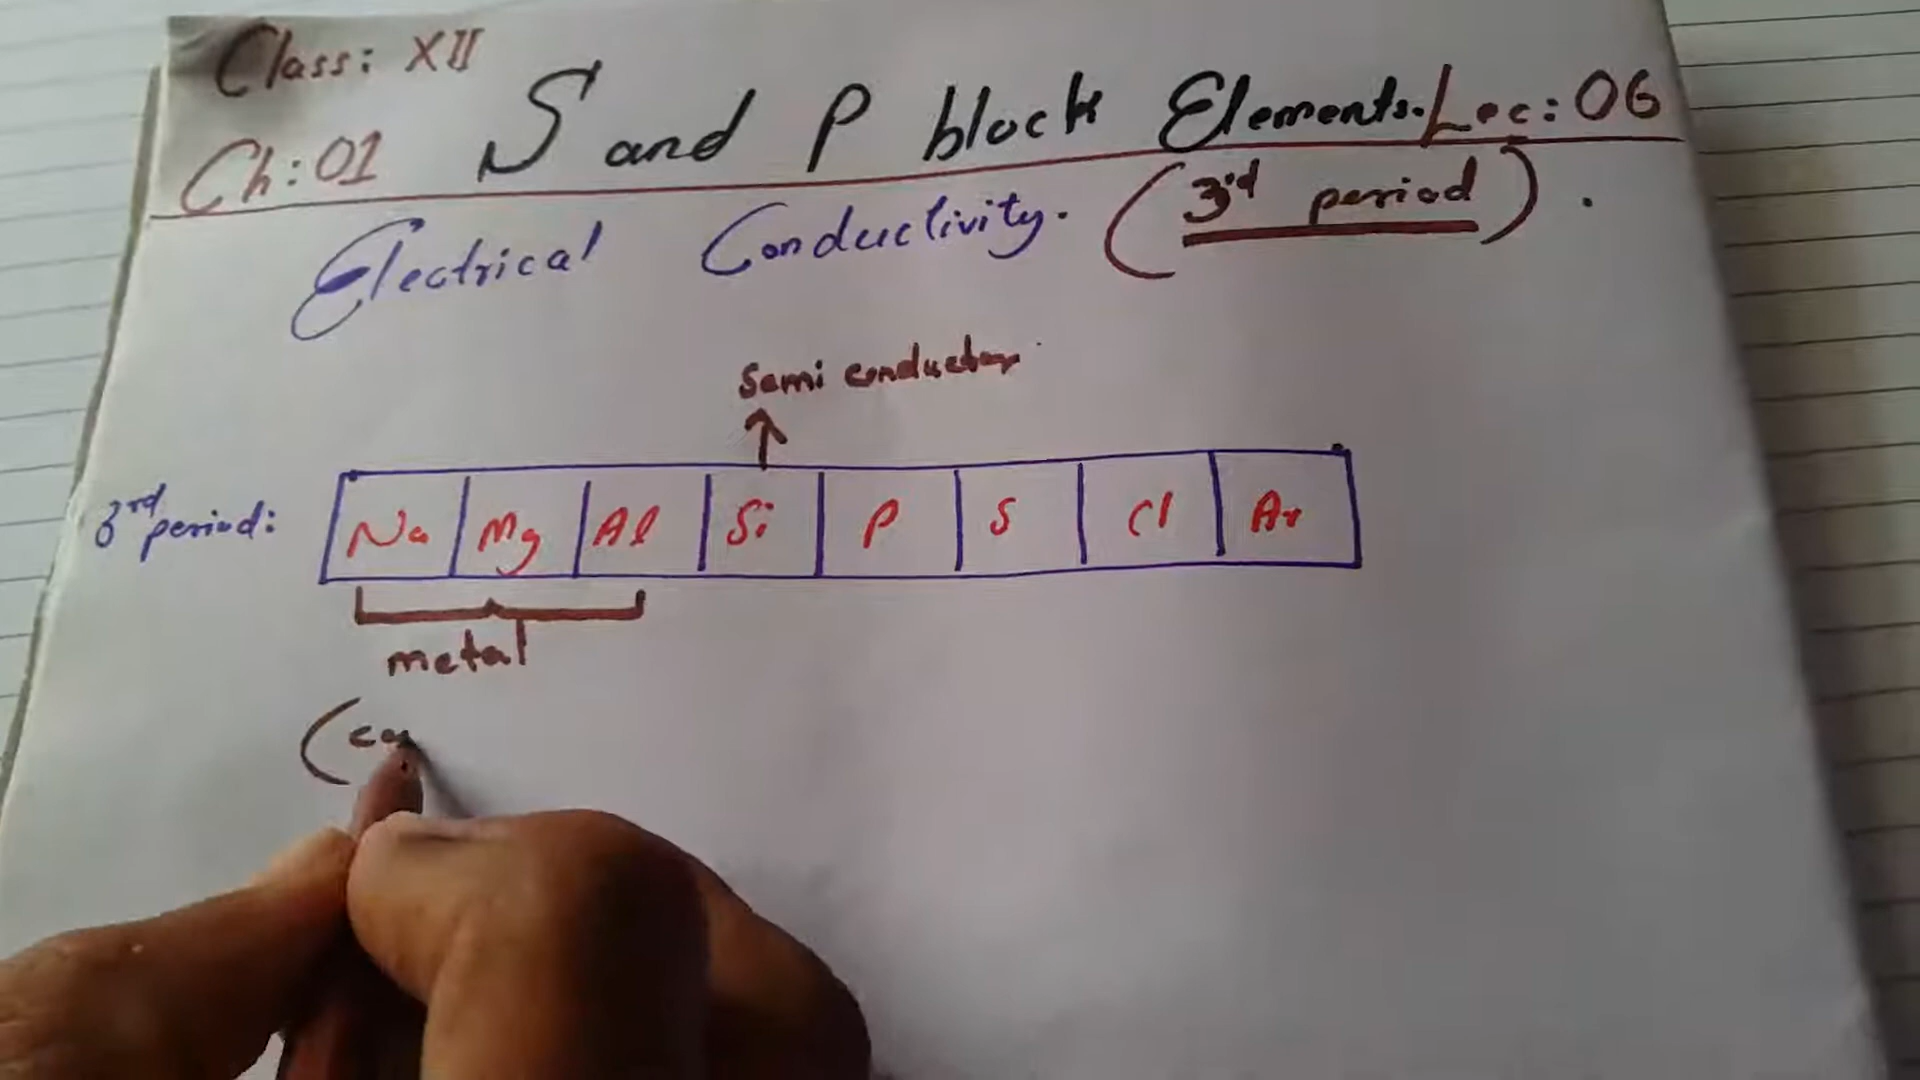 Class: XII
Ch: 01 S and P block Elements. Lec: 06
Electrical Conductivity. (3rd period).
Semi conductor
3rd period: Na Mg Al Si P S Cl Ar
metal
(co